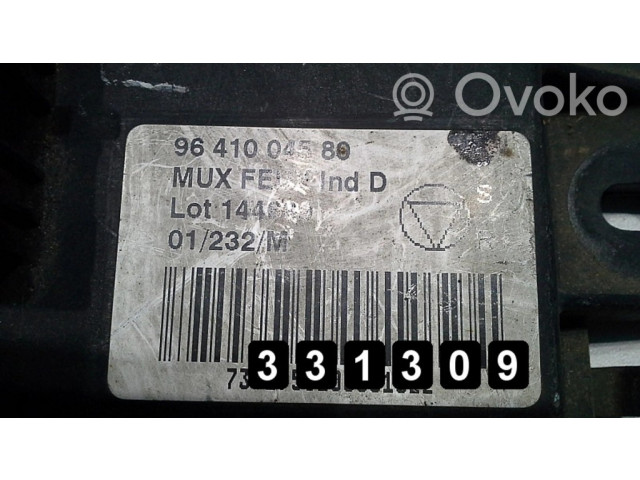 Ovoko
96 410 045 80
MUX Ind D
Lot
01/232/M
S
R
331309